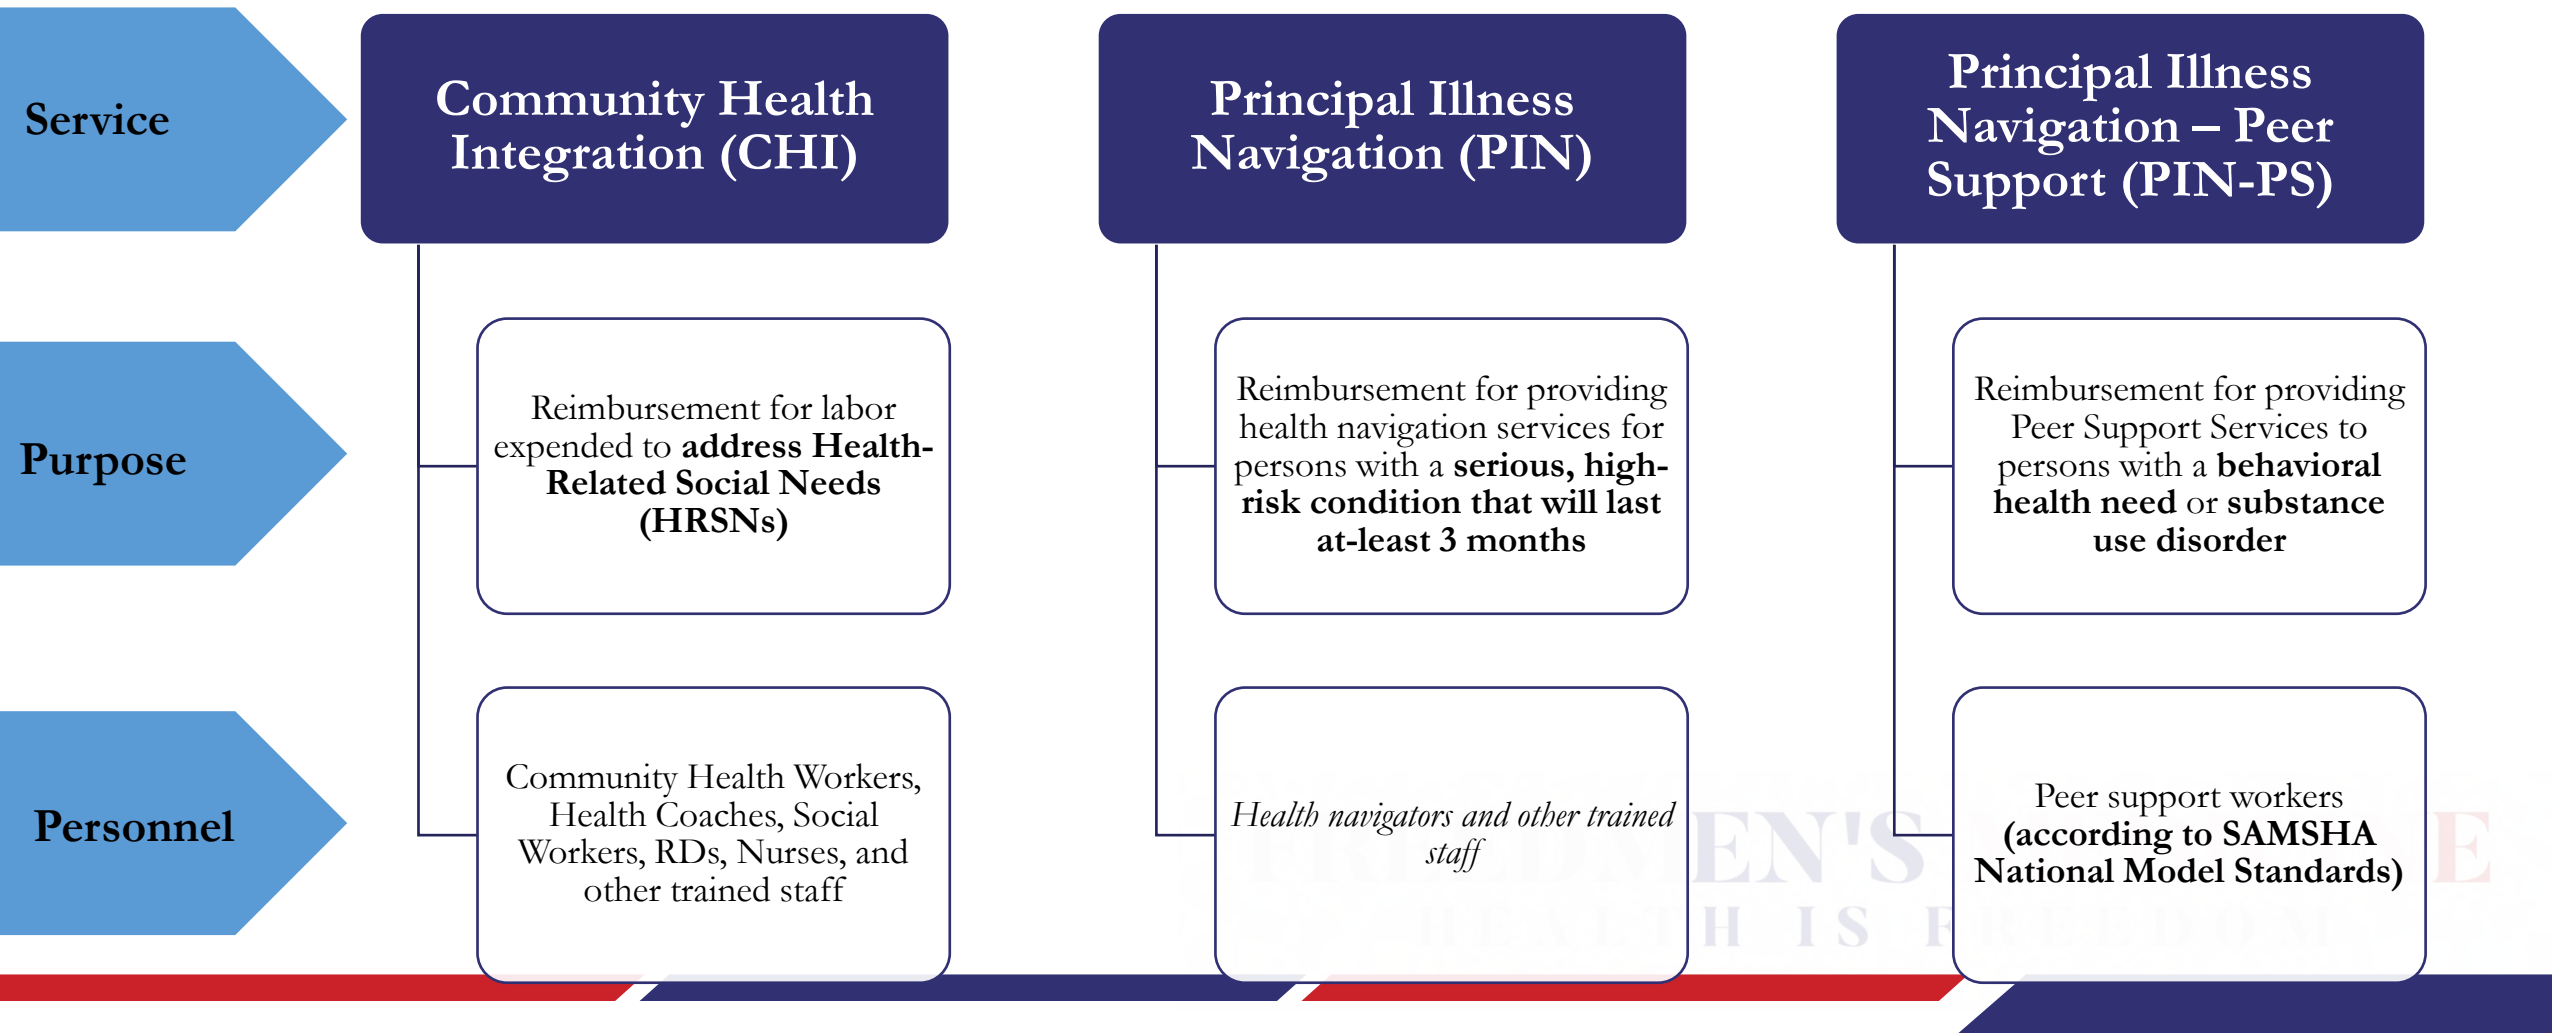 Service
Community Health
Integration (CHI)
Principal Illness
Navigation (PIN)
Principal Illness
Navigation – Peer
Support (PIN-PS)
Purpose
Reimbursement for labor
expended to address Health-
Related Social Needs
(HRSNs)
Reimbursement for providing
health navigation services for
persons with a serious, high-
risk condition that will last
at-least 3 months
Reimbursement for providing
Peer Support Services to
persons with a behavioral
health need or substance
use disorder
Personnel
Community Health Workers,
Health Coaches, Social
Workers, RDs, Nurses, and
other trained staff
Health navigators and other trained
staff
Peer support workers
(according to SAMSHA
National Model Standards)
FREEDMEN'S
HEALTH IS FREEDOM